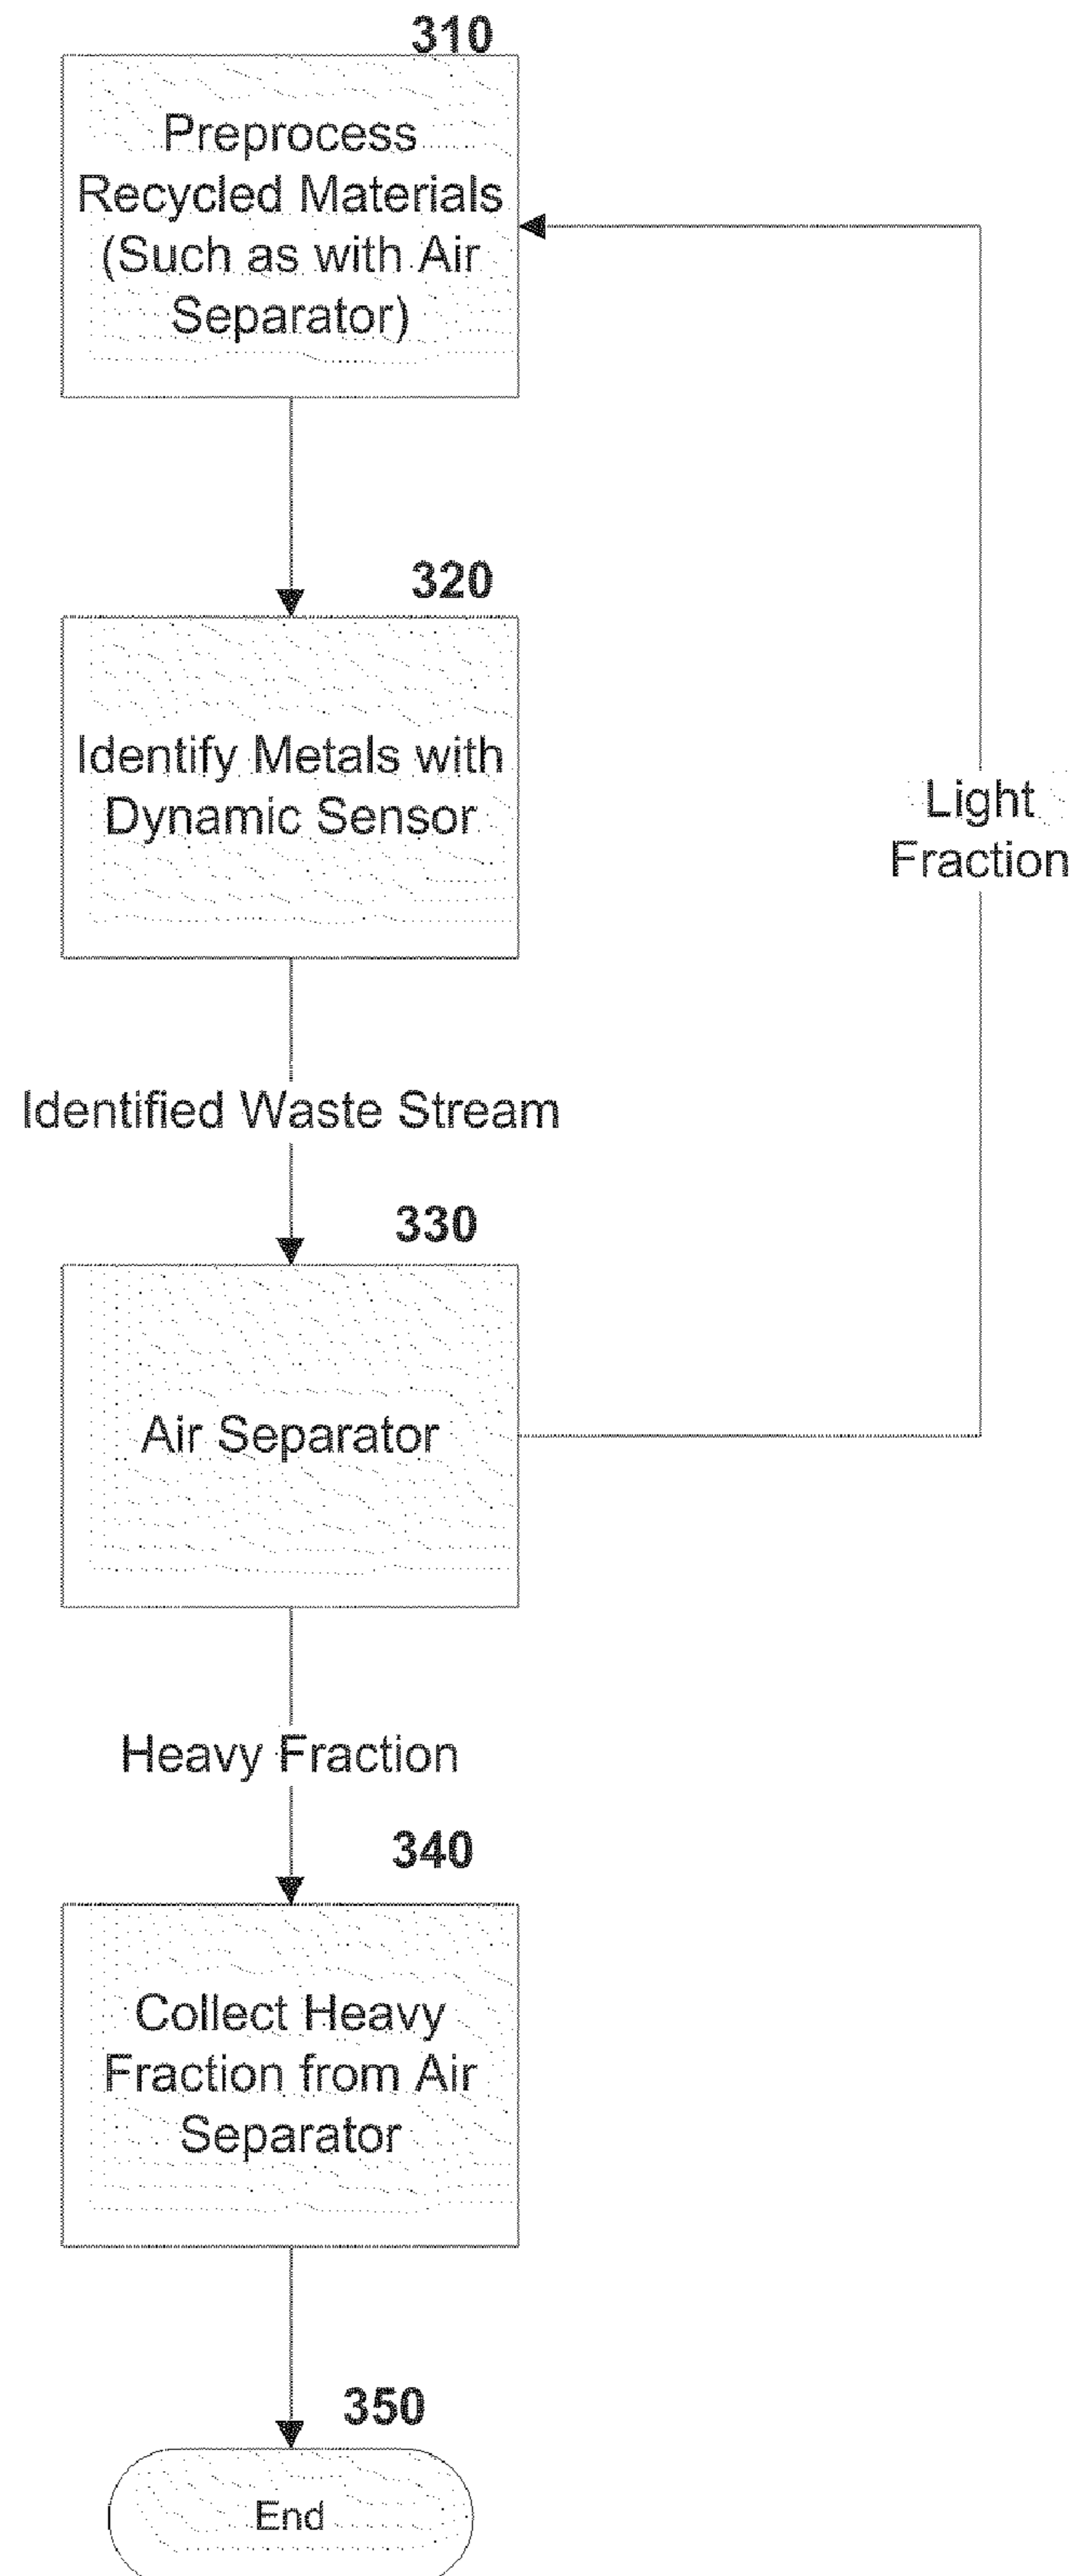 310
Preprocess
Recycled Materials
(Such as with Air
Separator)
320
Identify Metals with
Dynamic Sensor
Light
Fraction
Identified Waste Stream
330
Air Separator
Heavy Fraction
340
Collect Heavy
Fraction from Air
Separator
350
End